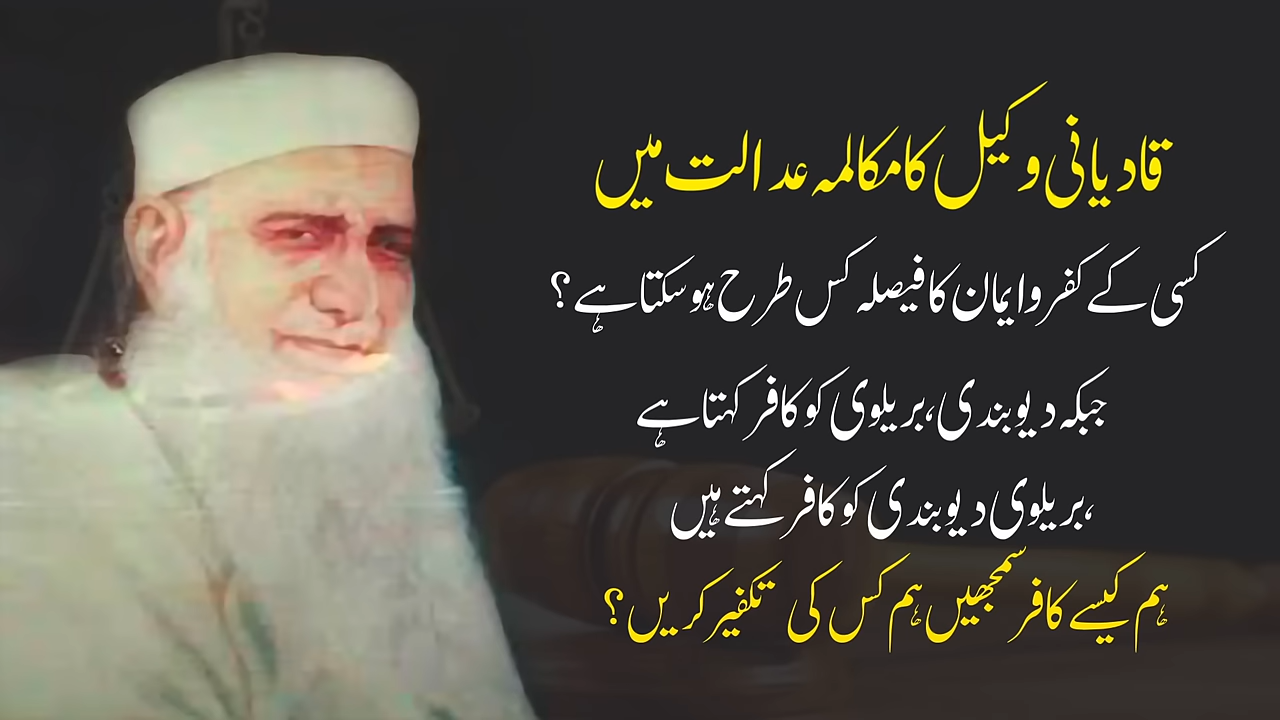 قادیانی وکیل کا مکالمہ عدالت میں
کسی کے کفر و ایمان کا فیصلہ کس طرح ہو سکتا ہے؟
جبکہ دیوبندی، بریلوی کو کافر کہتا ہے
،بریلوی دیوبندی کو کافر کہتے ہیں
ہم کیسے کافر سمجھیں ہم کس کی تکفیر کریں؟